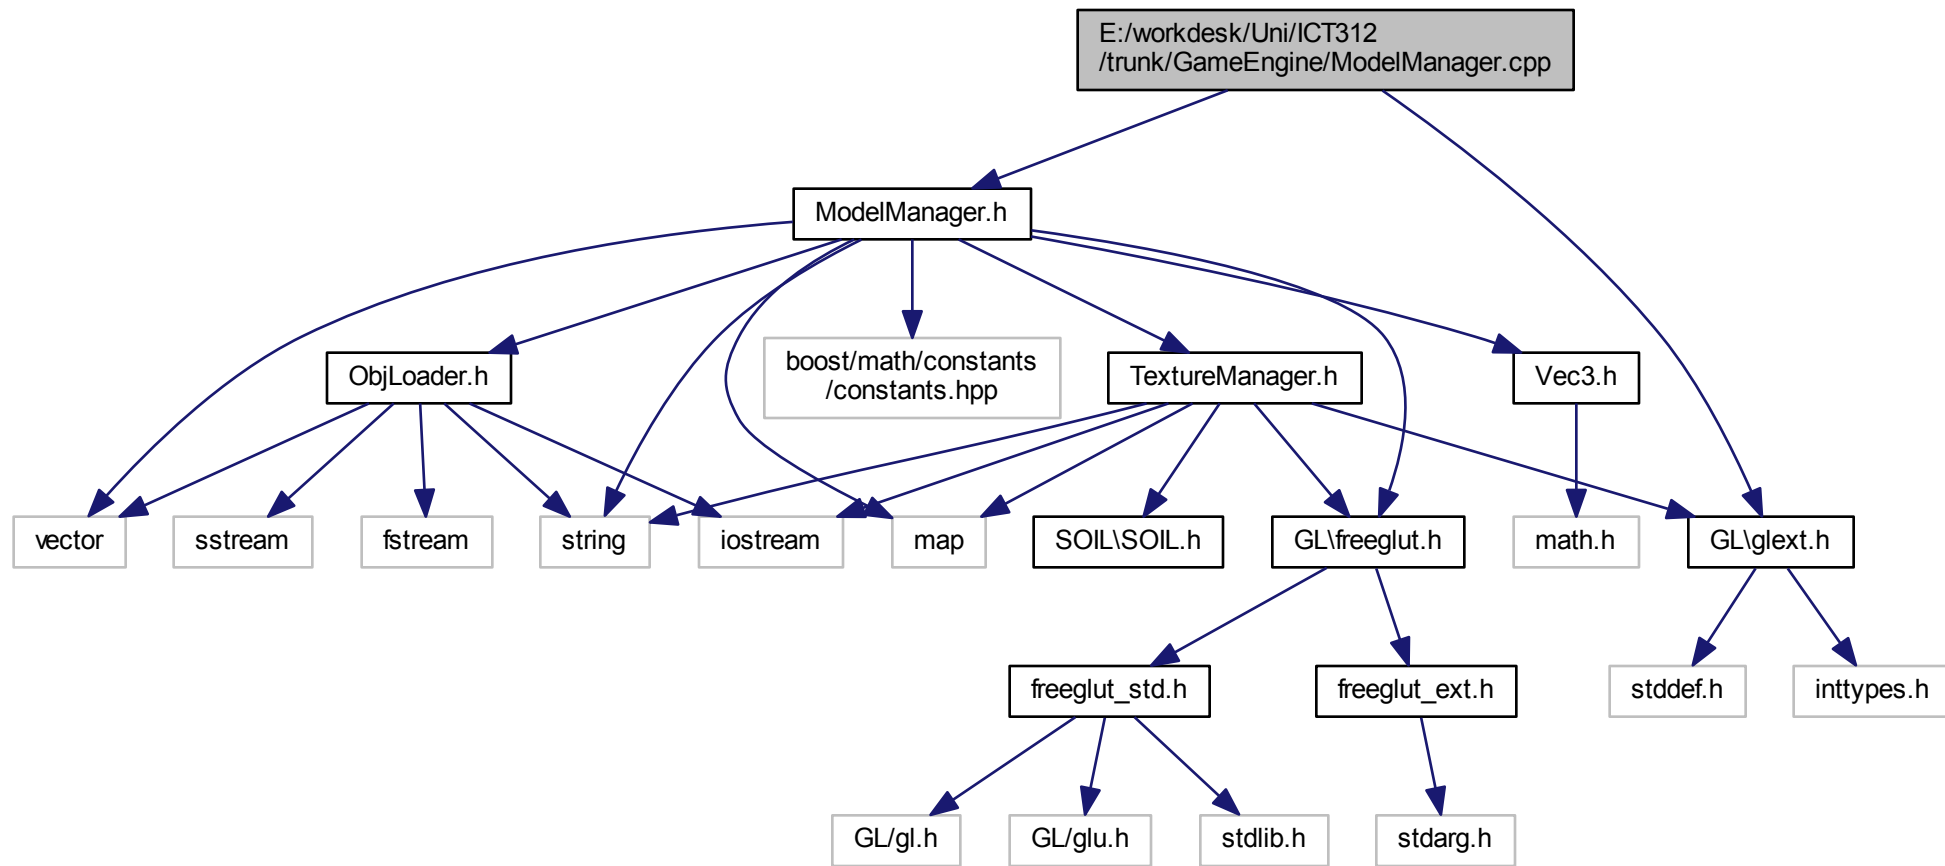 E:/workdesk/Uni/ICT312
/trunk/GameEngine/ModelManager.cpp
ModelManager.h
ObjLoader.h
boost/math/constants
/constants.hpp
TextureManager.h
Vec3.h
vector
sstream
fstream
string
iostream
map
SOIL\SOIL.h
GL\freeglut.h
math.h
GL\glext.h
freeglut_std.h
freeglut_ext.h
stddef.h
inttypes.h
GL/gl.h
GL/glu.h
stdlib.h
stdarg.h